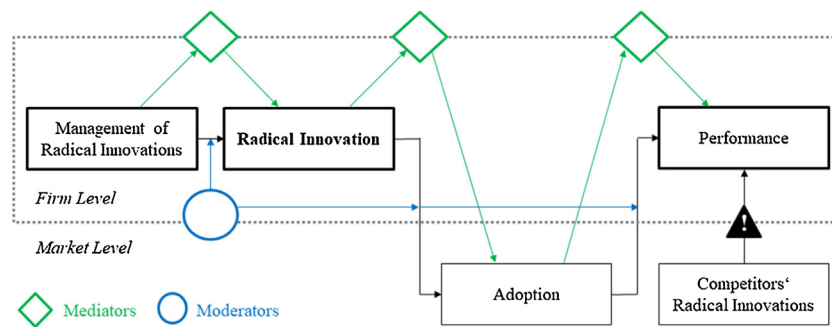 Management of
Radical Innovations
Radical Innovation
Performance
Firm Level
!
Market Level
Adoption
Competitors‘
Radical Innovations
Mediators
Moderators